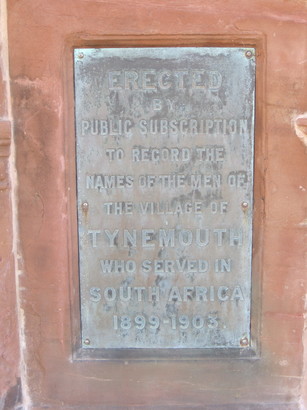 ERECTED
BY
PUBLIC SUBSCRIPTION
TO RECORD THE
NAMES OF THE MEN OF
THE VILLAGE OF
TYNEMOUTH
WHO SERVED IN
SOUTH AFRICA
1899-1903